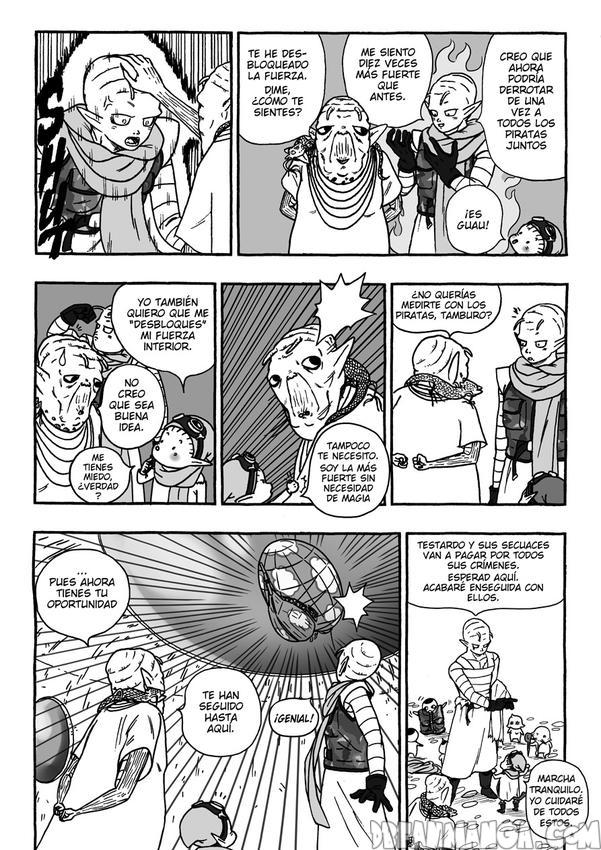 SHUT
TE HE DES-
BLOQUEADO
LA FUERZA.
DIME,
¿CÓMO TE
SIENTES?
ME SIENTO
DIEZ VECES
MÁS FUERTE
QUE
ANTES.
CREO QUE
AHORA
PODRÍA
DERROTAR
DE UNA
VEZ A
TODOS LOS
PIRATAS
JUNTOS
¡ES
GUAU!
YO TAMBIÉN
QUIERO QUE ME
"DESBLOQUES"
MI FUERZA
INTERIOR.
NO CREO
QUE SEA
BUENA
IDEA.
ME
TIENES
MIEDO,
¿VERDAD
?
TAMPOCO
TE NECESITO.
SOY LA MÁS
FUERTE SIN
NECESIDAD
DE MAGIA
¿NO QUERÍAS
MEDIRTE CON LOS
PIRATAS, TAMBURO?
...
PUES AHORA
TIENES TU
OPORTUNIDAD
TE HAN
SEGUIDO
HASTA
AQUÍ.
¡GENIAL!
TESTARDO Y SUS SECUACES
VAN A PAGAR POR TODOS
SUS CRÍMENES.
ESPERAD AQUÍ.
ACABARÉ ENSEGUIDA CON
ELLOS.
MARCHA
TRANQUILO.
YO CUIDARÉ
DE TODOS
ESTOS.
DREAMMANGA.COM